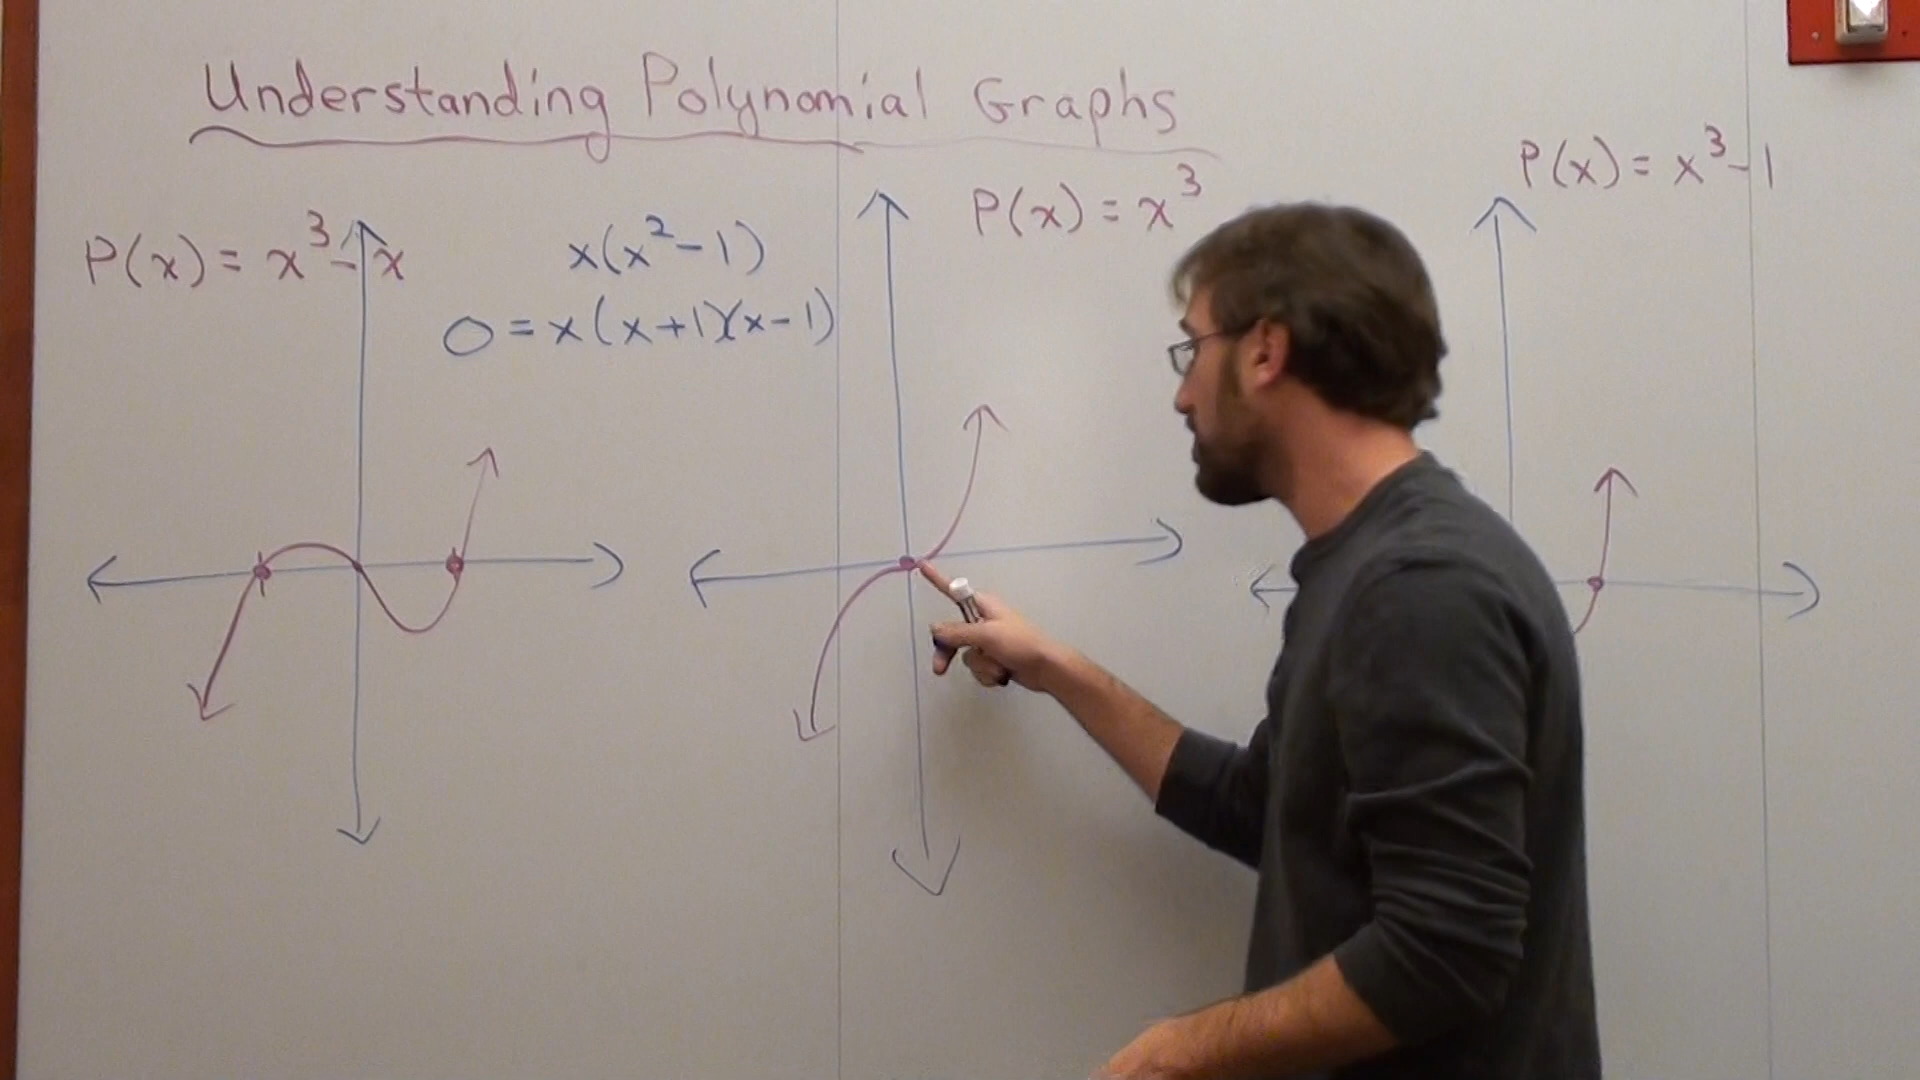 Understanding Polynomial Graphs
P(x) = x³ - x
x(x² - 1)
0 = x(x+1)(x-1)
P(x) = x³
P(x) = x³ - 1